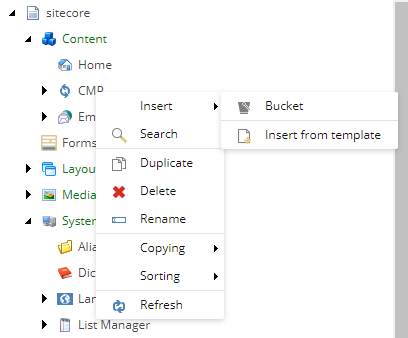 sitecore
Content
Home
CMP
Insert
Bucket
Em
Search
Insert from template
Forms
Duplicate
Layou
Delete
Media
Rename
System
Alia
Copying
Dic
Sorting
Lan
Refresh
List Manager